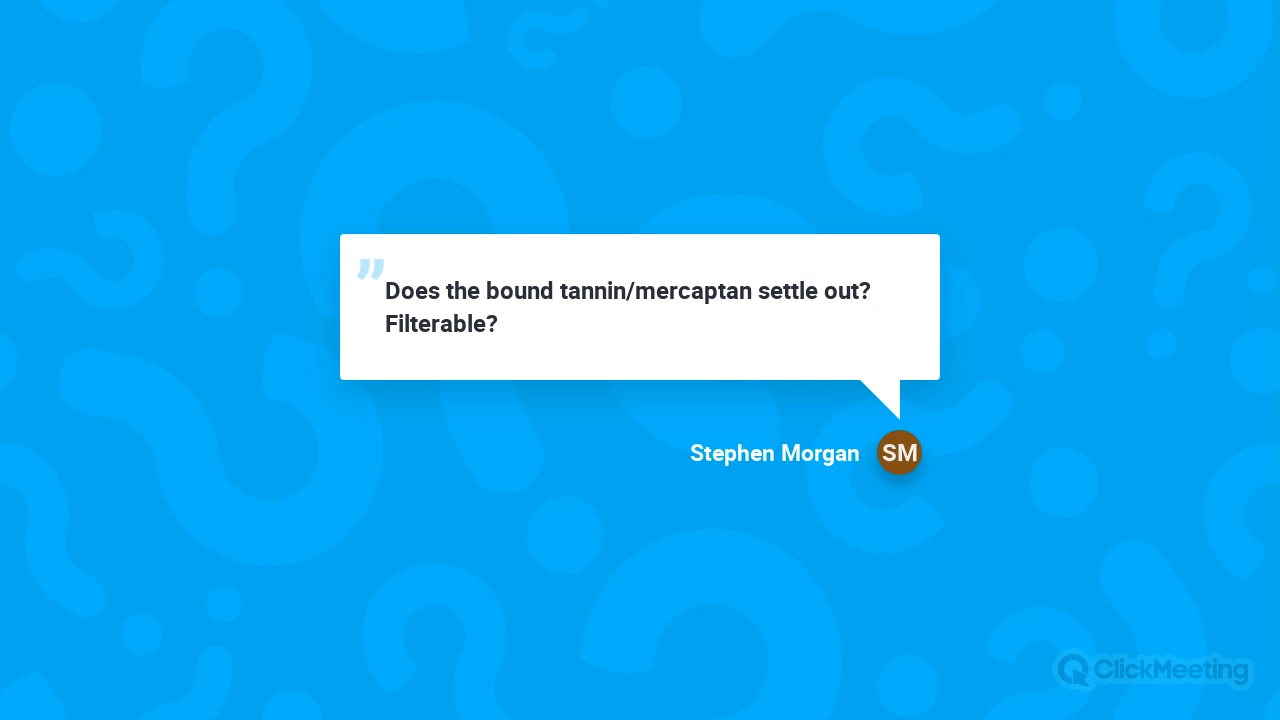 "
Does the bound tannin/mercaptan settle out?
Filterable?
Stephen Morgan SM
ClickMeeting